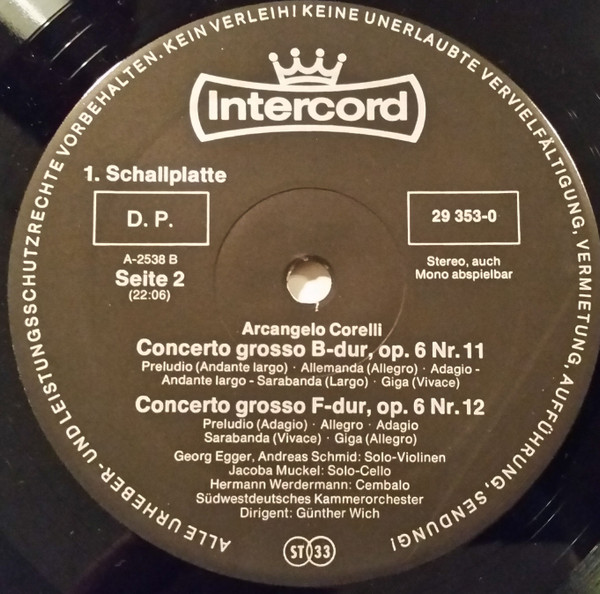 ALLE URHEBER- UND LEISTUNGSSCHUTZRECHTE VORBEHALTEN. KEIN VERLEIH! KEINE UNERLAUBTE VERVIELFÄLTIGUNG, VERMIETUNG, AUFFÜHRUNG, SENDUNG!
Intercord
1. Schallplatte
D. P.
29 353-0
A-2538 B
Seite 2
(22:06)
Stereo, auch
Mono abspielbar
Arcangelo Corelli
Concerto grosso B-dur, op. 6 Nr. 11
Preludio (Andante largo) · Allemanda (Allegro) · Adagio -
Andante largo - Sarabanda (Largo) · Giga (Vivace)
Concerto grosso F-dur, op. 6 Nr. 12
Preludio (Adagio) · Allegro · Adagio
Sarabanda (Vivace) · Giga (Allegro)
Georg Egger, Andreas Schmid: Solo-Violinen
Jacoba Muckel: Solo-Cello
Hermann Werdermann: Cembalo
Südwestdeutsches Kammerorchester
Dirigent: Günther Wich
ST 33